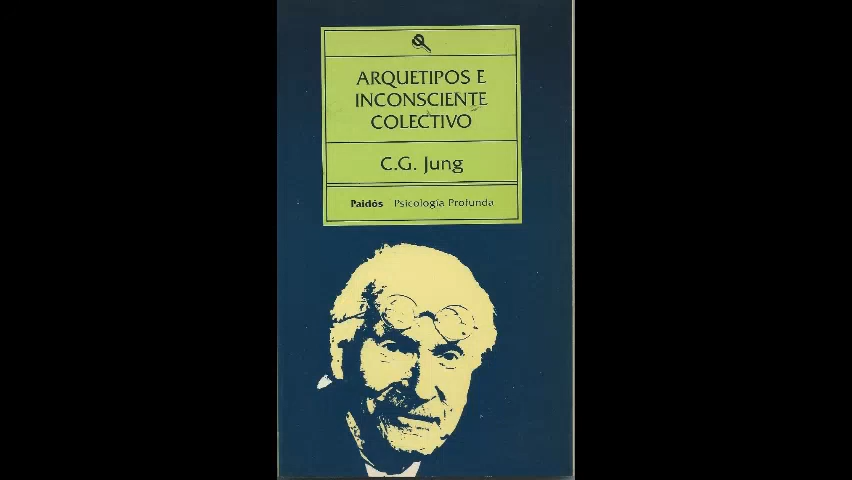 ARQUETIPOS E
INCONSCIENTE
COLECTIVO
C.G. Jung
Paidós Psicología Profunda